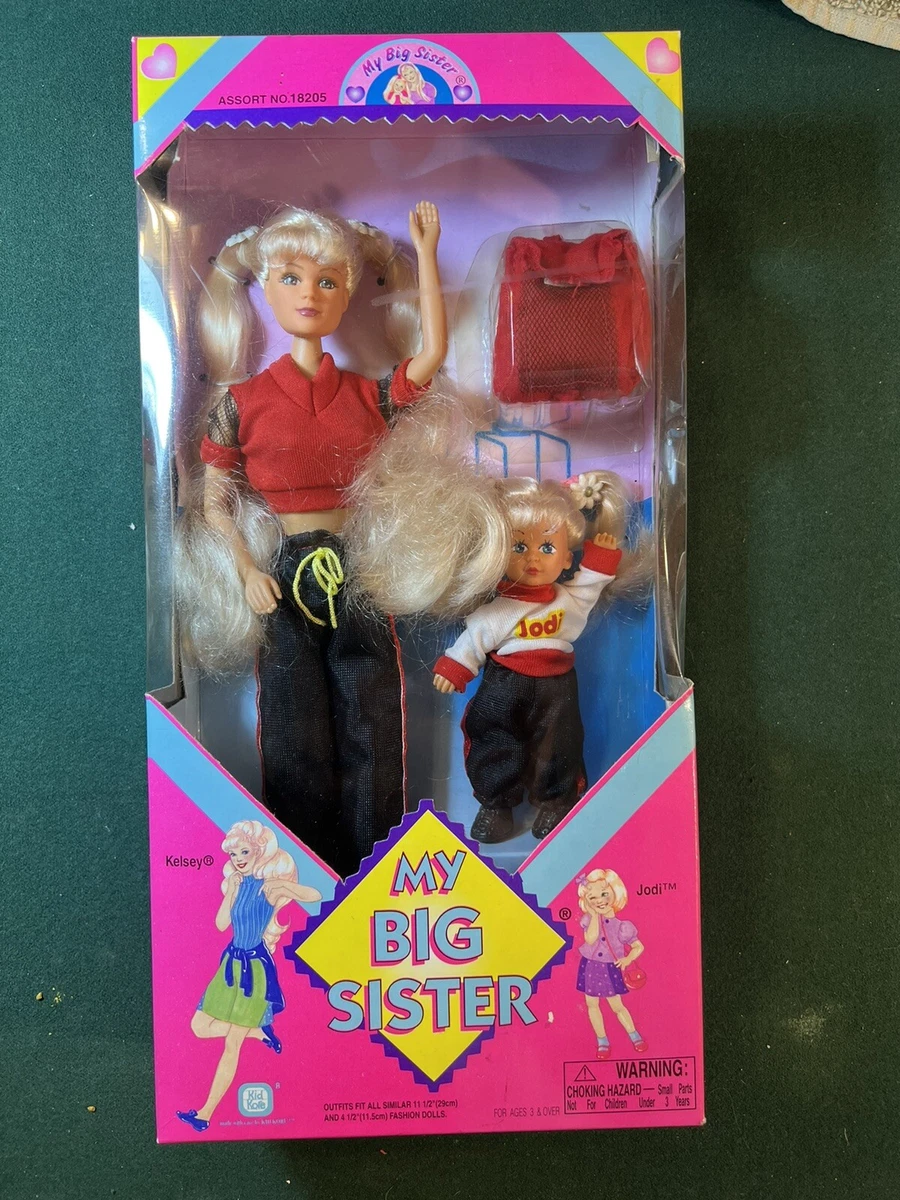 My Big Sister®
ASSORT NO.18205
Jodi
Kelsey®
Jodi™
MY
BIG
SISTER
®
WARNING:
CHOKING HAZARD — Small Parts
Not For Children Under 3 Years
Kid
Kore
®
OUTFITS FIT ALL SIMILAR 11 1/2"(29cm)
AND 4 1/2"(11.5cm) FASHION DOLLS.
FOR AGES 3 & OVER